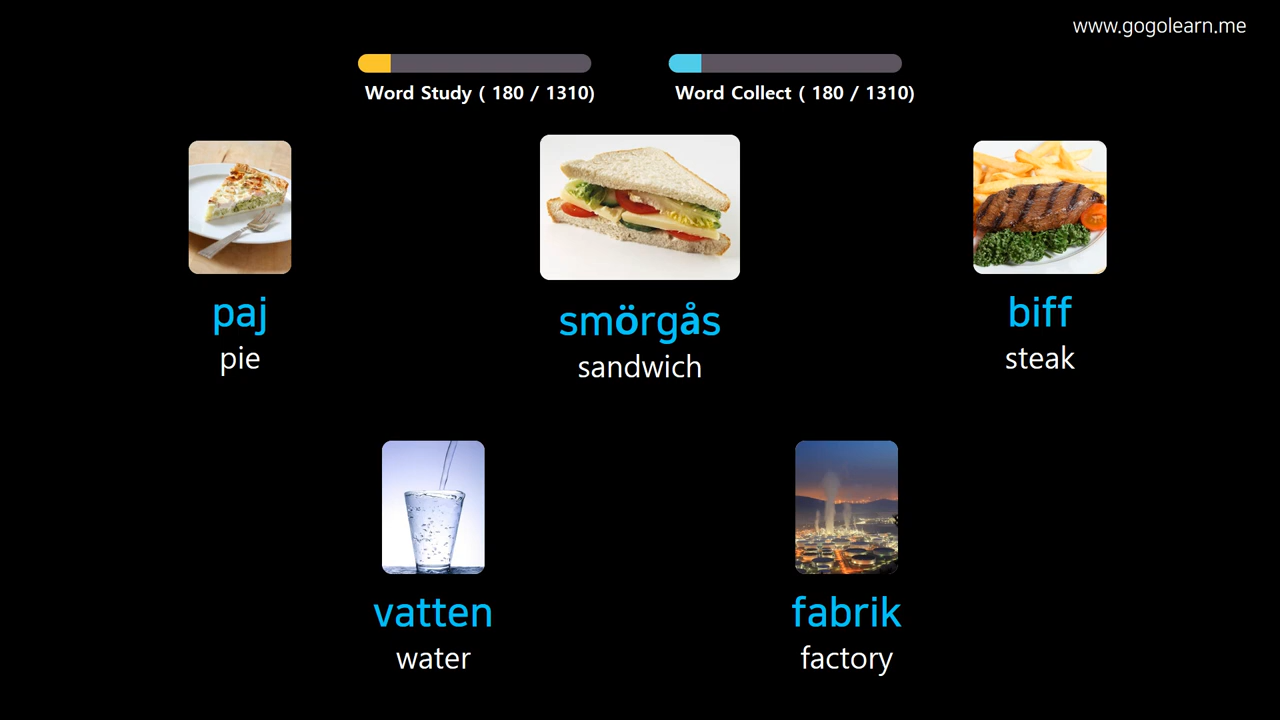 www.gogolearn.me
Word Study ( 180 / 1310)
Word Collect ( 180 / 1310)
paj
pie
smörgås
sandwich
biff
steak
vatten
water
fabrik
factory